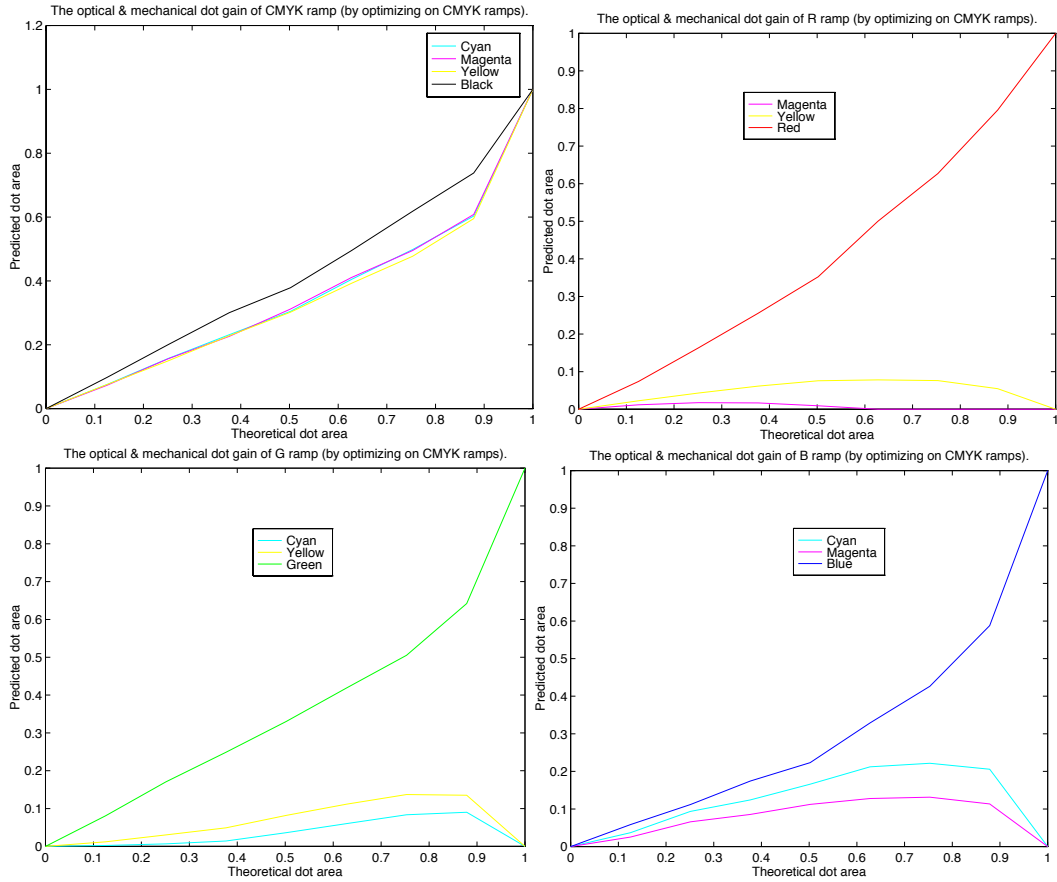 The optical & mechanical dot gain of CMYK ramp (by optimizing on CMYK ramps).
1.2
1
0.8
0.6
0.4
0.2
0
Predicted dot area
Cyan
Magenta
Yellow
Black
0 0.1 0.2 0.3 0.4 0.5 0.6 0.7 0.8 0.9 1
Theoretical dot area
The optical & mechanical dot gain of R ramp (by optimizing on CMYK ramps).
1
0.9
0.8
0.7
0.6
0.5
0.4
0.3
0.2
0.1
0
Predicted dot area
Magenta
Yellow
Red
0 0.1 0.2 0.3 0.4 0.5 0.6 0.7 0.8 0.9 1
Theoretical dot area
The optical & mechanical dot gain of G ramp (by optimizing on CMYK ramps).
1
0.9
0.8
0.7
0.6
0.5
0.4
0.3
0.2
0.1
0
Predicted dot area
Cyan
Yellow
Green
0 0.1 0.2 0.3 0.4 0.5 0.6 0.7 0.8 0.9 1
Theoretical dot area
The optical & mechanical dot gain of B ramp (by optimizing on CMYK ramps).
1
0.9
0.8
0.7
0.6
0.5
0.4
0.3
0.2
0.1
0
Predicted dot area
Cyan
Magenta
Blue
0 0.1 0.2 0.3 0.4 0.5 0.6 0.7 0.8 0.9 1
Theoretical dot area